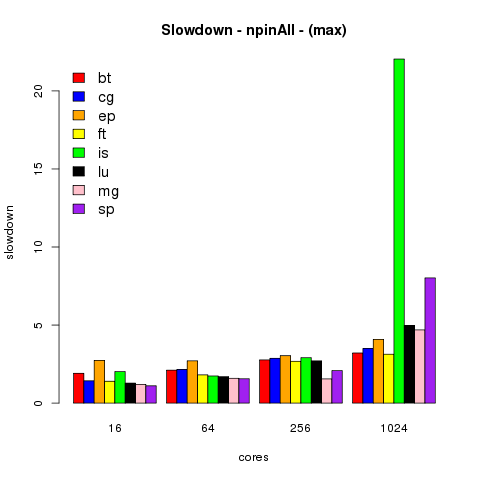 Slowdown - npinAll - (max)
slowdown
20
15
10
5
0
bt
cg
ep
ft
is
lu
mg
sp
16 64 256 1024
cores